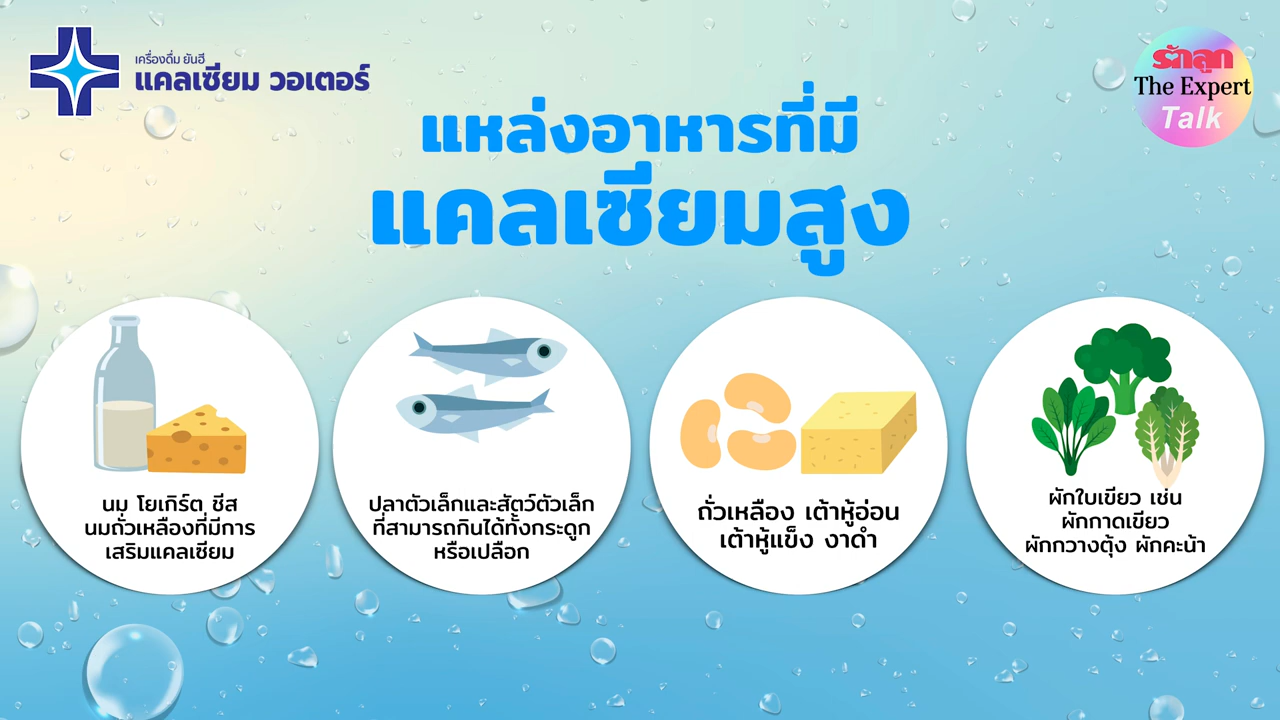 เครื่องดื่ม ยันฮี
แคลเซียม วอเตอร์
รักลูก
The Expert
Talk
แหล่งอาหารที่มี
แคลเซียมสูง
นม โยเกิร์ต ชีส
นมถั่วเหลืองที่มีการ
เสริมแคลเซียม
ปลาตัวเล็กและสัตว์ตัวเล็ก
ที่สามารถกินได้ทั้งกระดูก
หรือเปลือก
ถั่วเหลือง เต้าหู้อ่อน
เต้าหู้แข็ง งาดำ
ผักใบเขียว เช่น
ผักกาดเขียว
ผักกวางตุ้ง ผักคะน้า